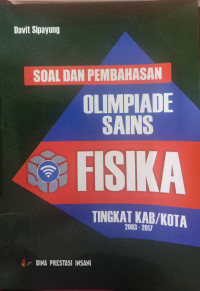 Davit Sipayung
SOAL DAN PEMBAHASAN
OLIMPIADE
SAINS
FISIKA
TINGKAT KAB/KOTA
2003-2017
BINA PRESTASI INSANI